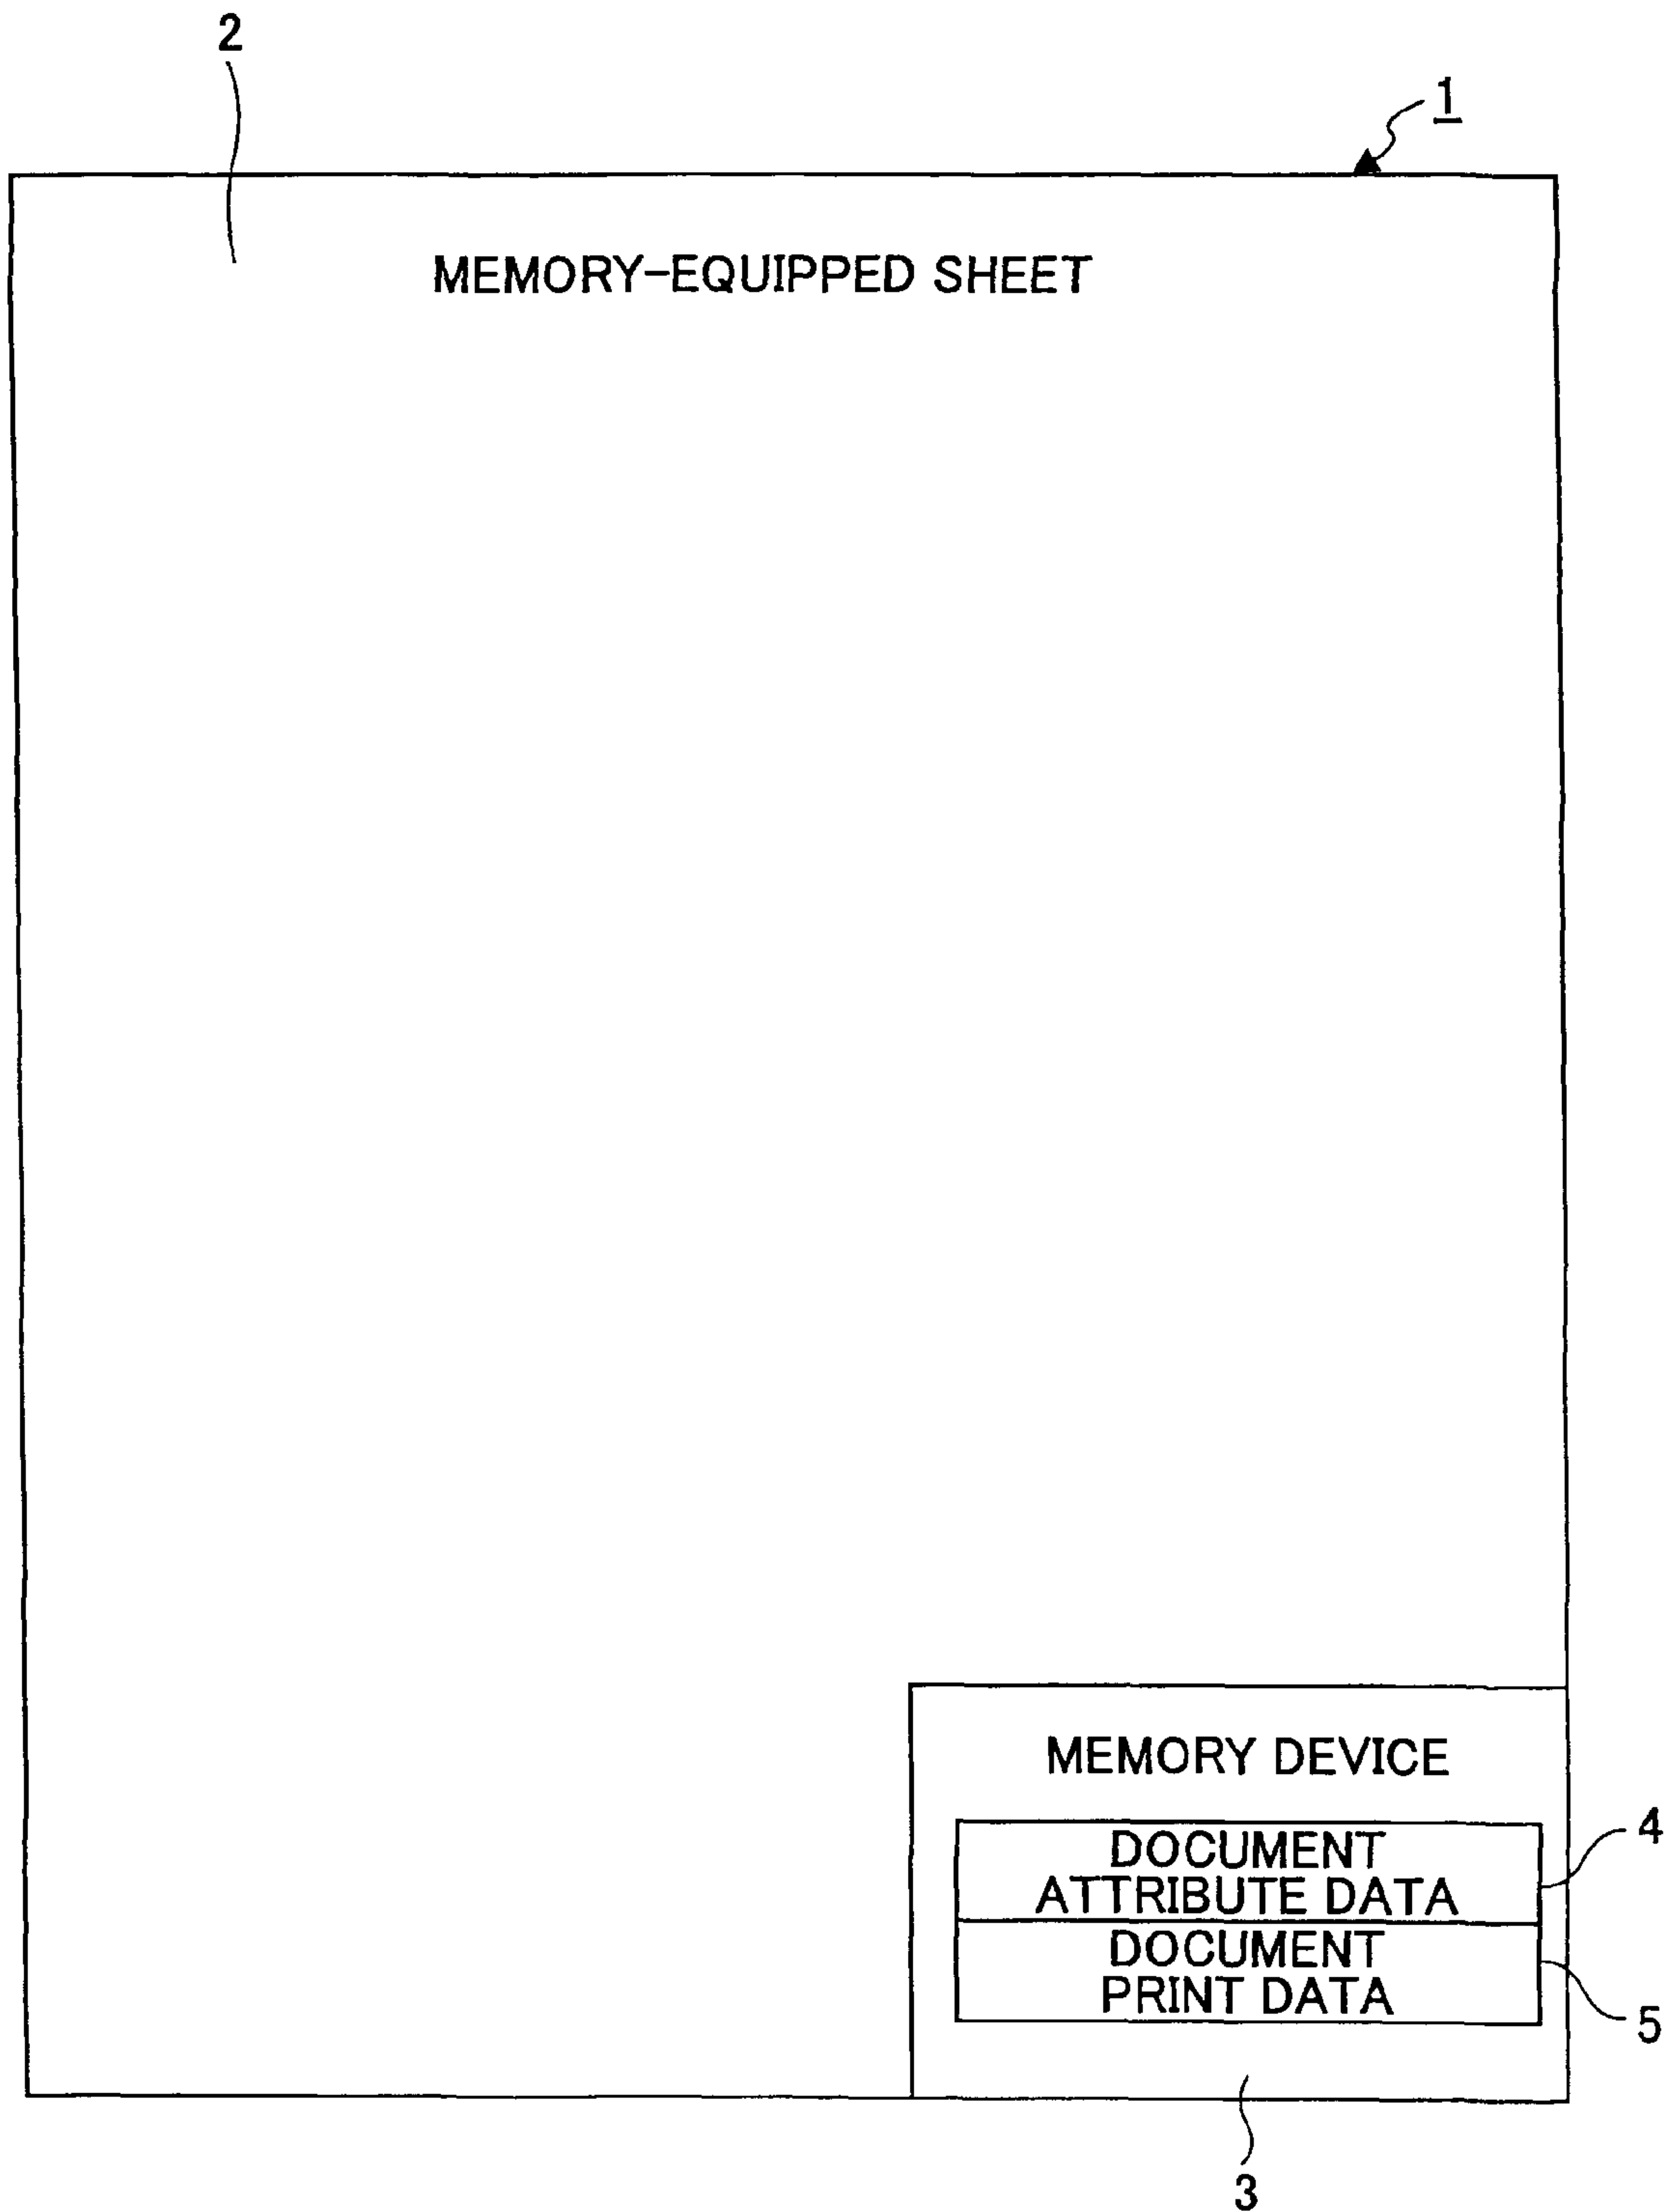 2
1
MEMORY-EQUIPPED SHEET
MEMORY DEVICE
DOCUMENT
ATTRIBUTE DATA
4
DOCUMENT
PRINT DATA
5
3